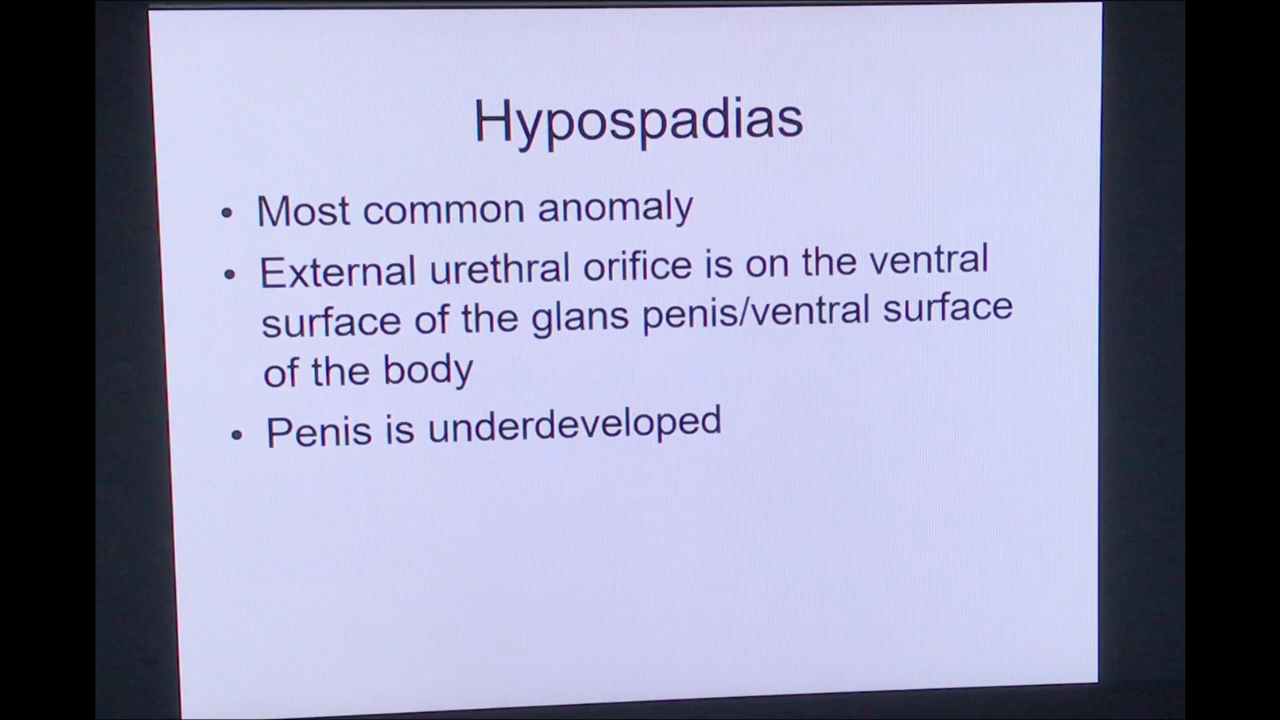 Hypospadias
• Most common anomaly
• External urethral orifice is on the ventral
surface of the glans penis/ventral surface
of the body
• Penis is underdeveloped